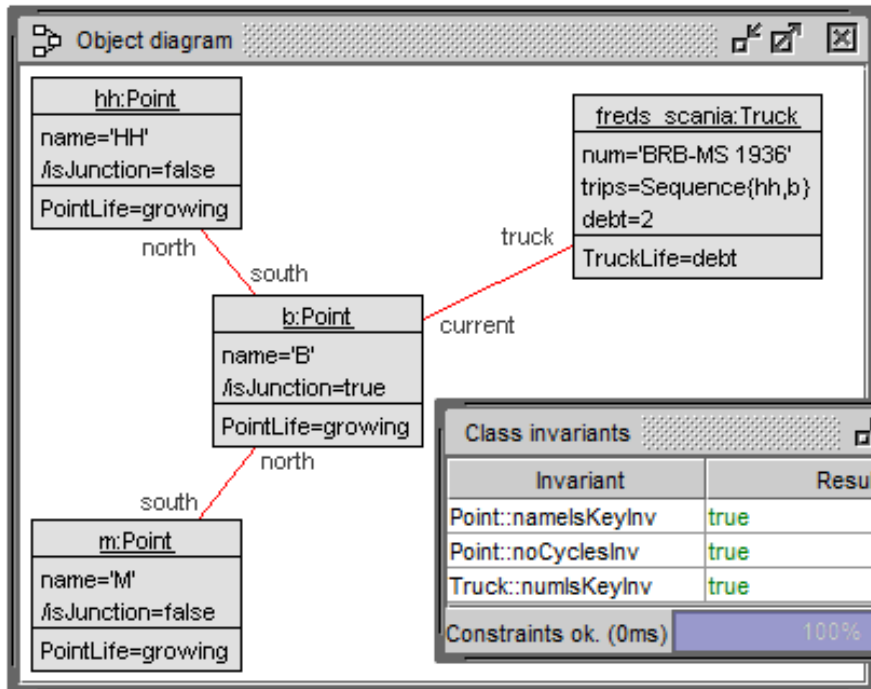 Object diagram
hh:Point
name='HH'
/isJunction=false
PointLife=growing
north
south
freds_scania:Truck
num='BRB-MS 1936'
trips=Sequence{hh,b}
debt=2
TruckLife=debt
truck
current
b:Point
name='B'
/isJunction=true
PointLife=growing
north
south
m:Point
name='M'
/isJunction=false
PointLife=growing
Class invariants
Invariant Resul
Point::nameIsKeyInv true
Point::noCyclesInv true
Truck::numIsKeyInv true
Constraints ok. (0ms) 100%